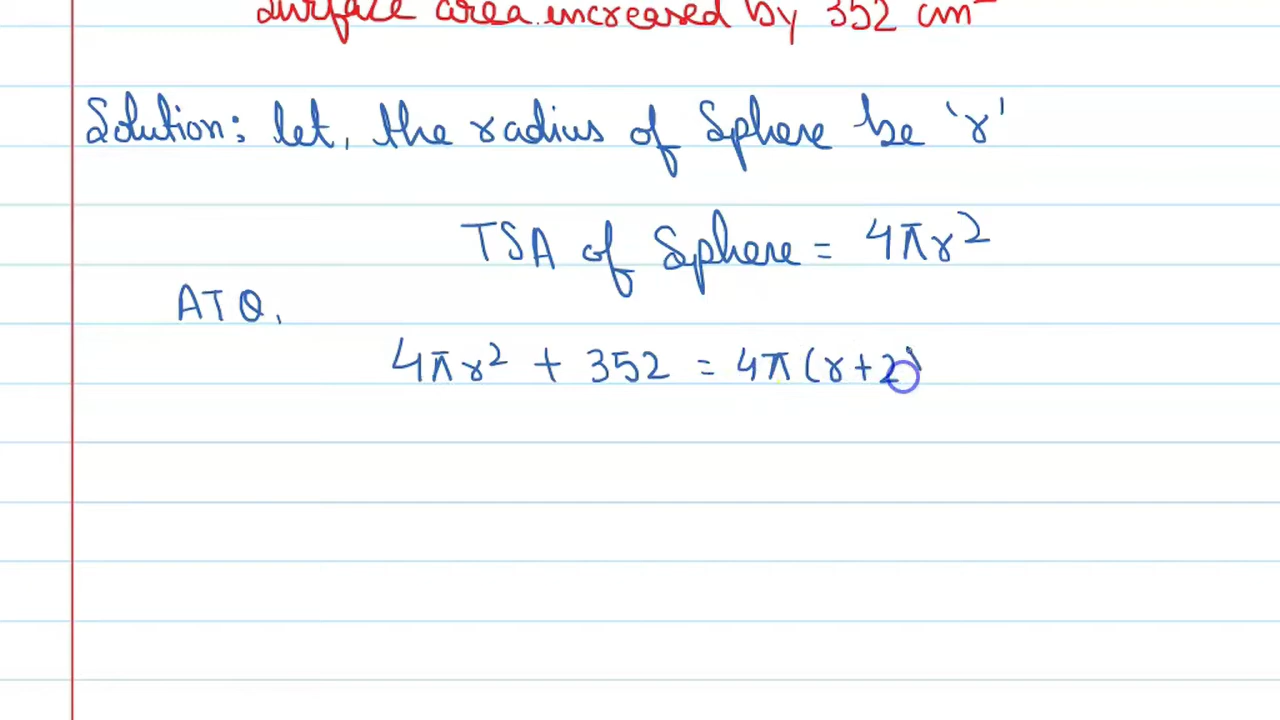 Surface area increased by 352 cm²
Solution: let, the radius of Sphere be 'r'
TSA of Sphere = 4πr²
ATQ,
4πr² + 352 = 4π(r+2)